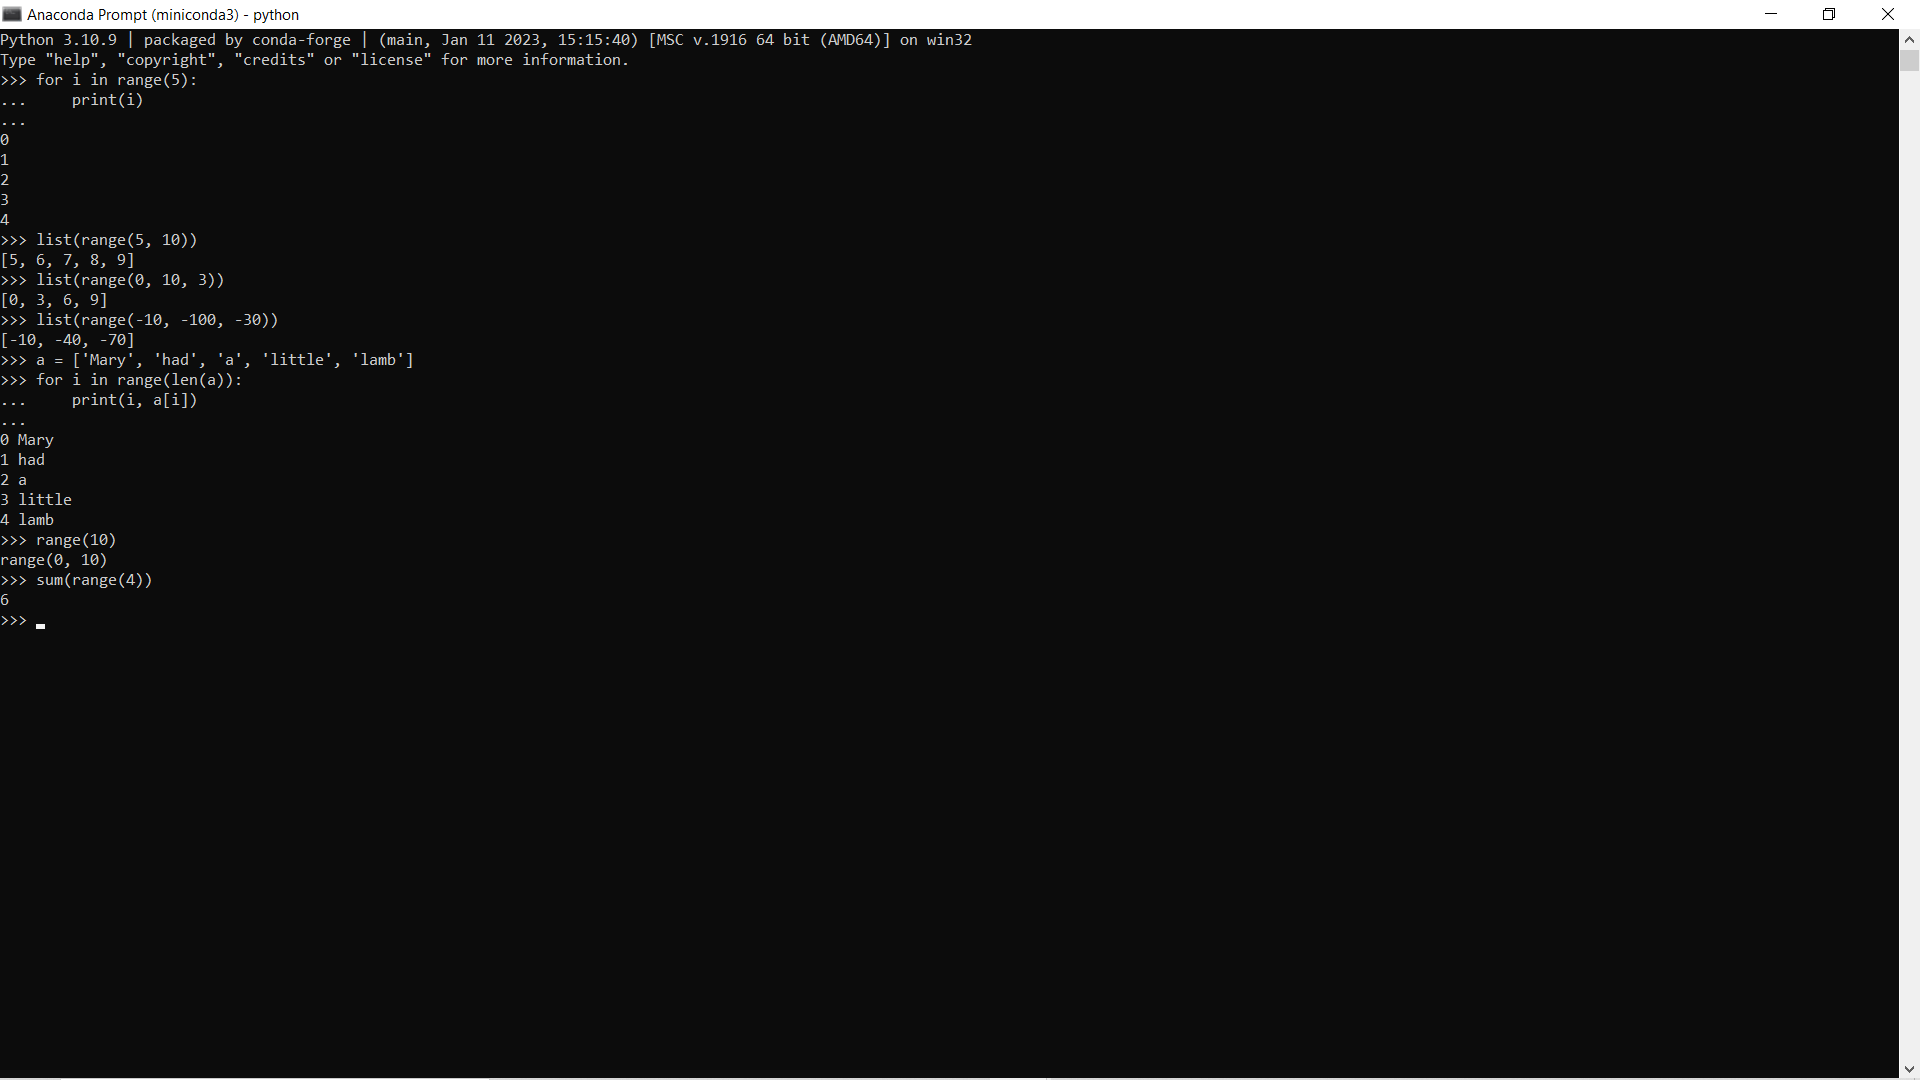 Anaconda Prompt (miniconda3) - python
Python 3.10.9 | packaged by conda-forge | (main, Jan 11 2023, 15:15:40) [MSC v.1916 64 bit (AMD64)] on win32
Type "help", "copyright", "credits" or "license" for more information.
>>> for i in range(5):
...     print(i)
...
0
1
2
3
4
>>> list(range(5, 10))
[5, 6, 7, 8, 9]
>>> list(range(0, 10, 3))
[0, 3, 6, 9]
>>> list(range(-10, -100, -30))
[-10, -40, -70]
>>> a = ['Mary', 'had', 'a', 'little', 'lamb']
>>> for i in range(len(a)):
...     print(i, a[i])
...
0 Mary
1 had
2 a
3 little
4 lamb
>>> range(10)
range(0, 10)
>>> sum(range(4))
6
>>>